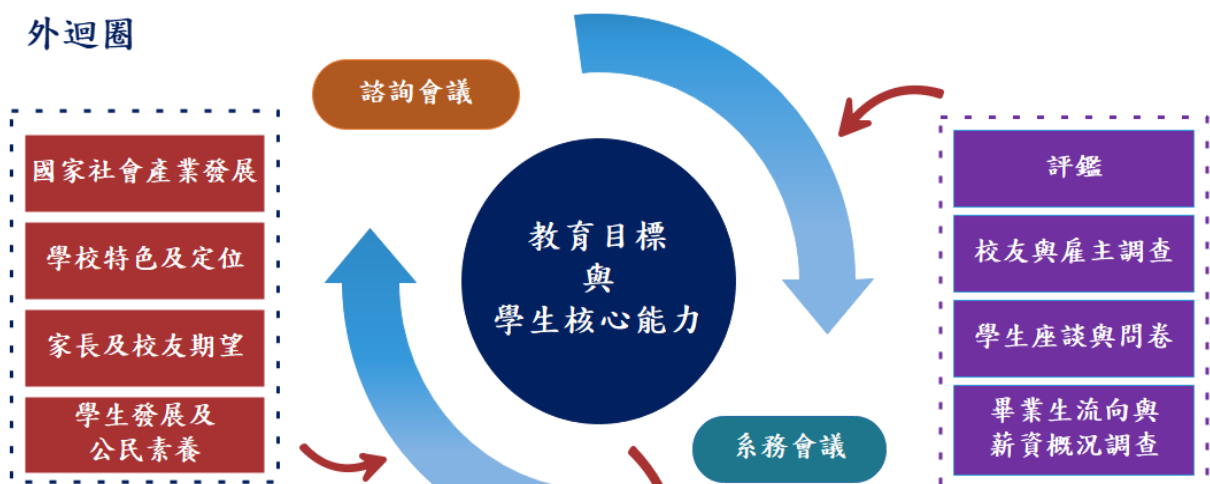 外迴圈
諮詢會議
國家社會產業發展
學校特色及定位
家長及校友期望
學生發展及
公民素養
教育目標
與
學生核心能力
系務會議
評鑑
校友與雇主調查
學生座談與問卷
畢業生流向與
薪資概況調查